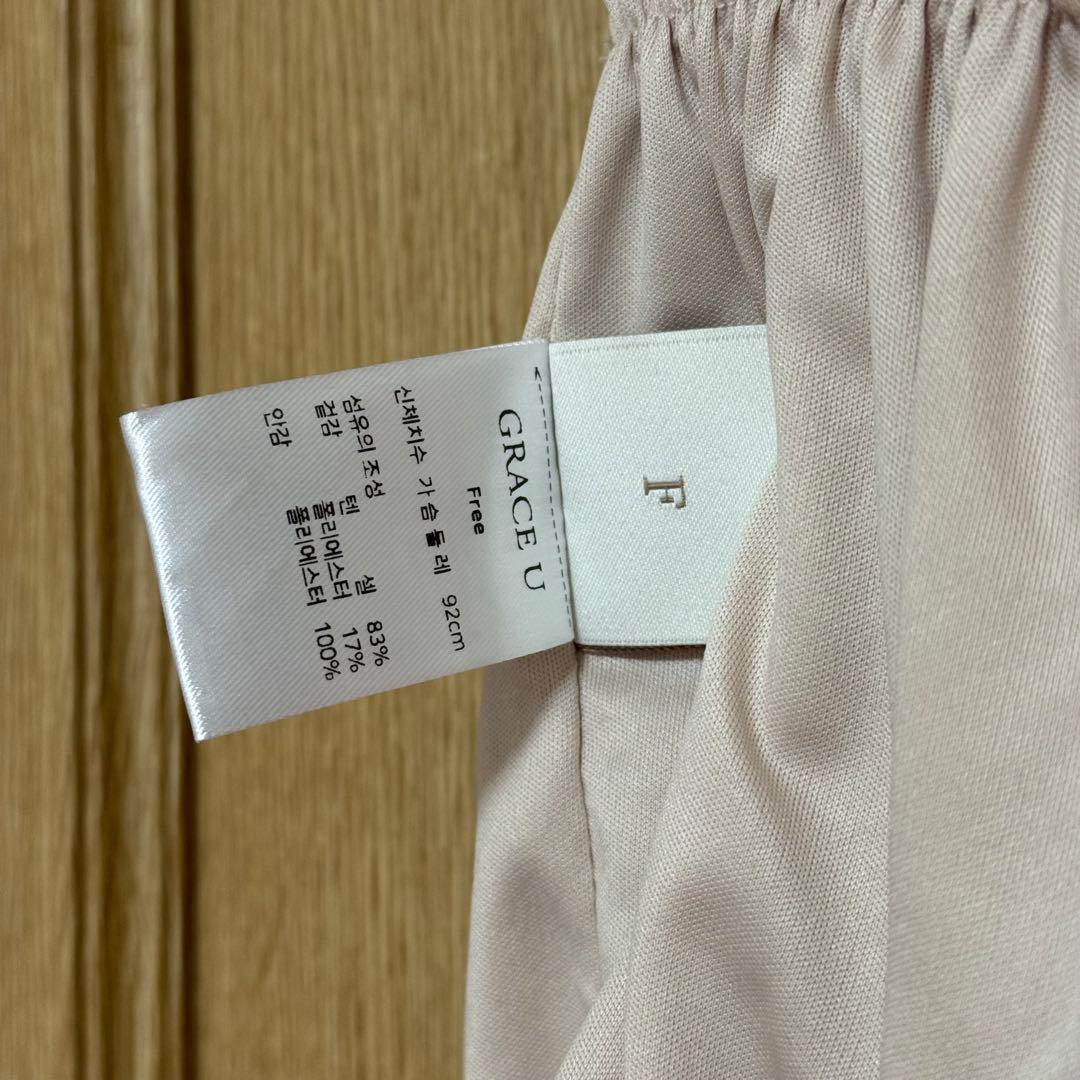 GRACE U
Free
신체치수 가슴둘레 92cm
섬유의 조성
겉감 텐 셀 83%
폴리에스터 17%
안감 폴리에스터 100%
F